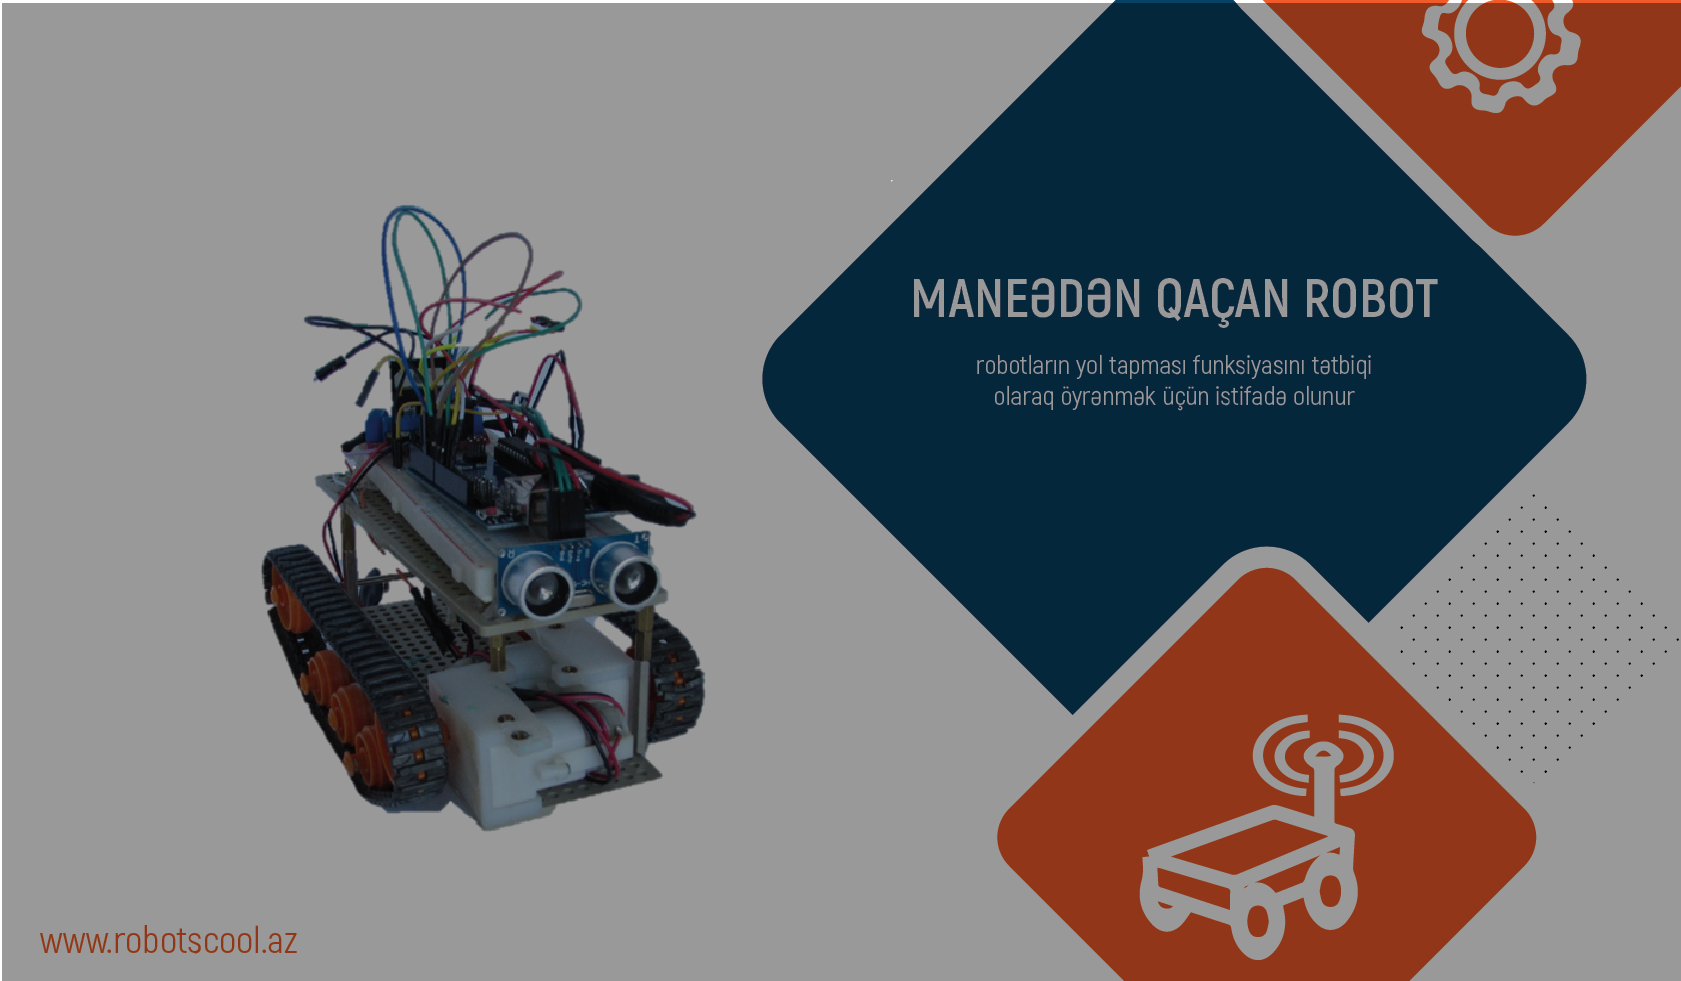 MANEƏDƏN QAÇAN ROBOT
robotların yol tapması funksiyasını tətbiqi
olaraq öyrənmək üçün istifadə olunur
www.robotscool.az